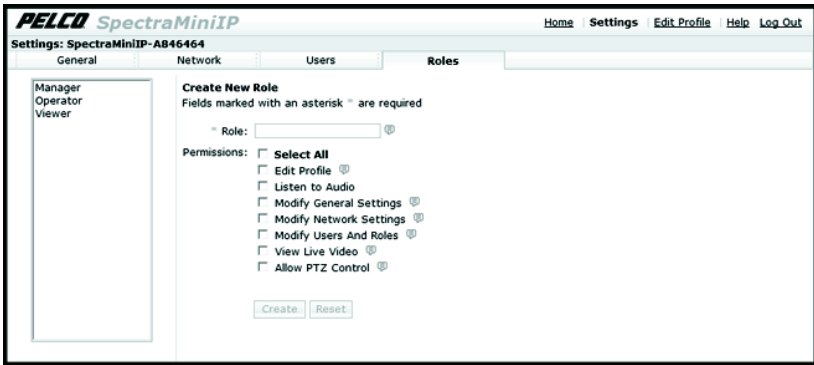 PELCO SpectraMiniIP
Home Settings Edit Profile Help Log Out
Settings: SpectraMiniIP-A846464
General Network Users Roles
Manager
Operator
Viewer
Create New Role
Fields marked with an asterisk * are required
* Role:
Permissions: Select All
Edit Profile
Listen to Audio
Modify General Settings
Modify Network Settings
Modify Users And Roles
View Live Video
Allow PTZ Control
Create Reset